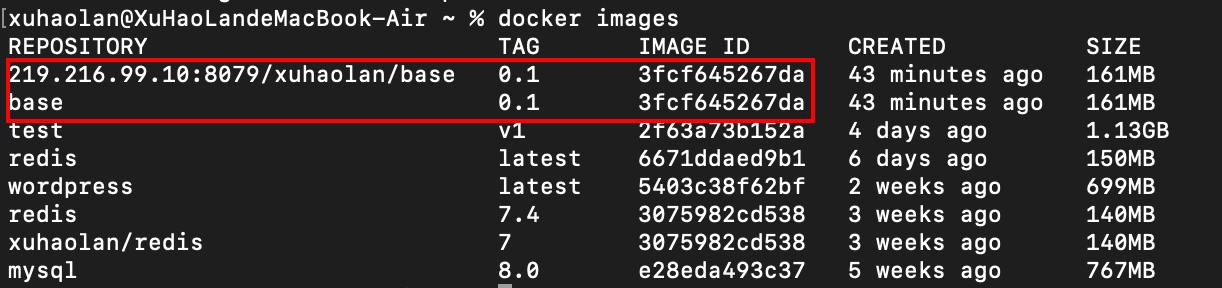 xuhaolan@XuHaoLandeMacBook-Air ~ % docker images
REPOSITORY TAG IMAGE ID CREATED SIZE
219.216.99.10:8079/xuhaolan/base 0.1 3fcf645267da 43 minutes ago 161MB
base 0.1 3fcf645267da 43 minutes ago 161MB
test v1 2f63a73b152a 4 days ago 1.13GB
redis latest 6671ddaed9b1 6 days ago 150MB
wordpress latest 5403c38f62bf 2 weeks ago 699MB
redis 7.4 3075982cd538 3 weeks ago 140MB
xuhaolan/redis 7 3075982cd538 3 weeks ago 140MB
mysql 8.0 e28eda493c37 5 weeks ago 767MB